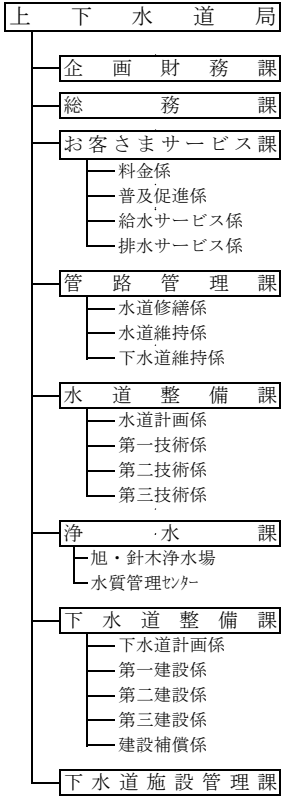 上下水道局
企画財務課
総務課
お客さまサービス課
料金係
普及促進係
給水サービス係
排水サービス係
管路管理課
水道修繕係
水道維持係
下水道維持係
水道整備課
水道計画係
第一技術係
第二技術係
第三技術係
浄水課
旭・針木浄水場
水質管理ｾﾝﾀｰ
下水道整備課
下水道計画係
第一建設係
第二建設係
第三建設係
建設補償係
下水道施設管理課